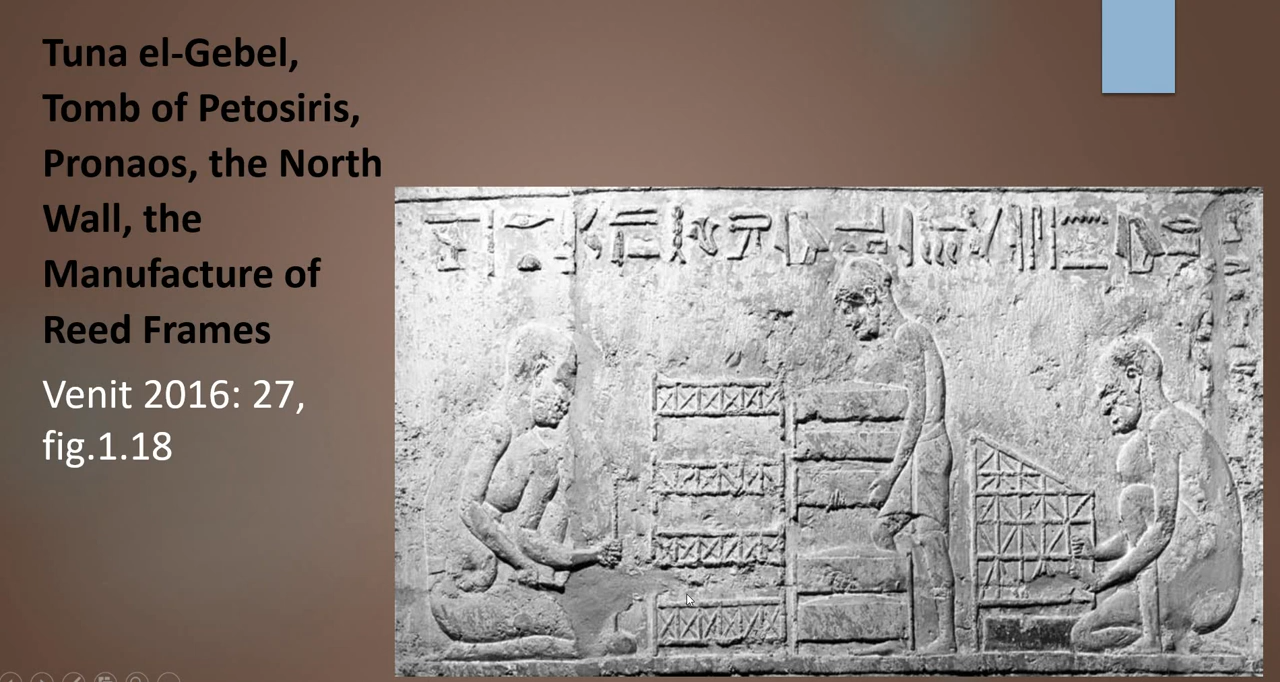 Tuna el-Gebel,
Tomb of Petosiris,
Pronaos, the North
Wall, the
Manufacture of
Reed Frames
Venit 2016: 27,
fig.1.18